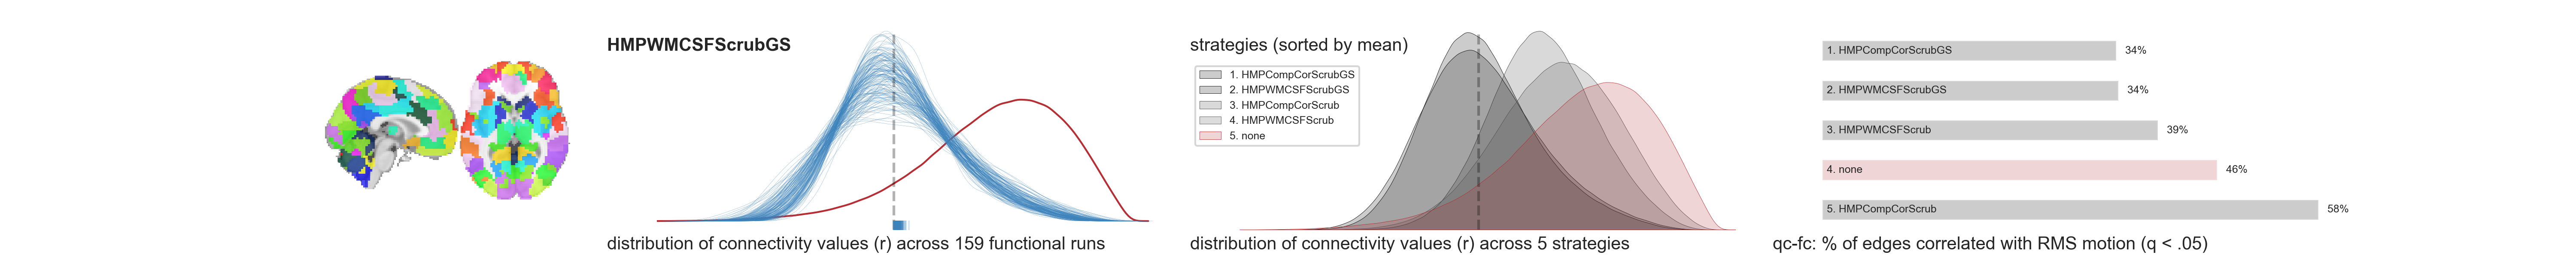 HMPWMCSFScrubGS
distribution of connectivity values (r) across 159 functional runs
strategies (sorted by mean)
1. HMPCompCorScrubGS
2. HMPWMCSFScrubGS
3. HMPCompCorScrub
4. HMPWMCSFScrub
5. none
distribution of connectivity values (r) across 5 strategies
1. HMPCompCorScrubGS 34%
2. HMPWMCSFScrubGS 34%
3. HMPWMCSFScrub 39%
4. none 46%
5. HMPCompCorScrub 58%
qc-fc: % of edges correlated with RMS motion (q < .05)